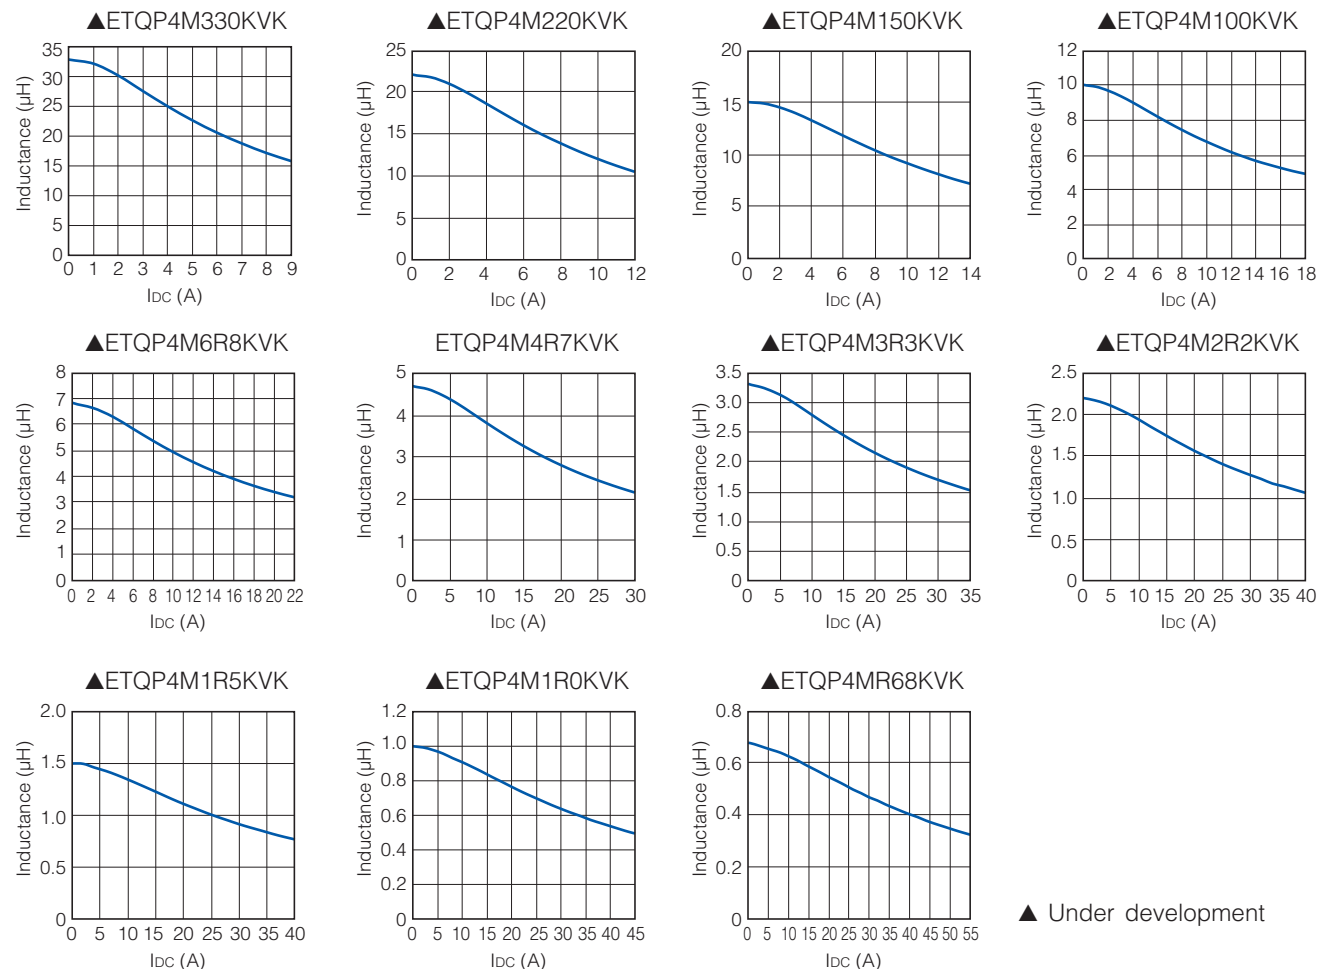 ▲ETQP4M330KVK
Inductance (µH)
35
30
25
20
15
10
5
0
0 1 2 3 4 5 6 7 8 9
IDC (A)
▲ETQP4M220KVK
Inductance (µH)
25
20
15
10
5
0
0 2 4 6 8 10 12
IDC (A)
▲ETQP4M150KVK
Inductance (µH)
20
15
10
5
0
0 2 4 6 8 10 12 14
IDC (A)
▲ETQP4M100KVK
Inductance (µH)
12
10
8
6
4
2
0
0 2 4 6 8 10 12 14 16 18
IDC (A)
▲ETQP4M6R8KVK
Inductance (µH)
8
7
6
5
4
3
2
1
0
0 2 4 6 8 10 12 14 16 18 20 22
IDC (A)
ETQP4M4R7KVK
Inductance (µH)
5
4
3
2
1
0
0 5 10 15 20 25 30
IDC (A)
▲ETQP4M3R3KVK
Inductance (µH)
3.5
3.0
2.5
2.0
1.5
1.0
0.5
0
0 5 10 15 20 25 30 35
IDC (A)
▲ETQP4M2R2KVK
Inductance (µH)
2.5
2.0
1.5
1.0
0.5
0
0 5 10 15 20 25 30 35 40
IDC (A)
▲ETQP4M1R5KVK
Inductance (µH)
2.0
1.5
1.0
0.5
0
0 5 10 15 20 25 30 35 40
IDC (A)
▲ETQP4M1R0KVK
Inductance (µH)
1.2
1.0
0.8
0.6
0.4
0.2
0
0 5 10 15 20 25 30 35 40 45
IDC (A)
▲ETQP4MR68KVK
Inductance (µH)
0.8
0.6
0.4
0.2
0
0 5 10 15 20 25 30 35 40 45 50 55
IDC (A)
▲ Under development